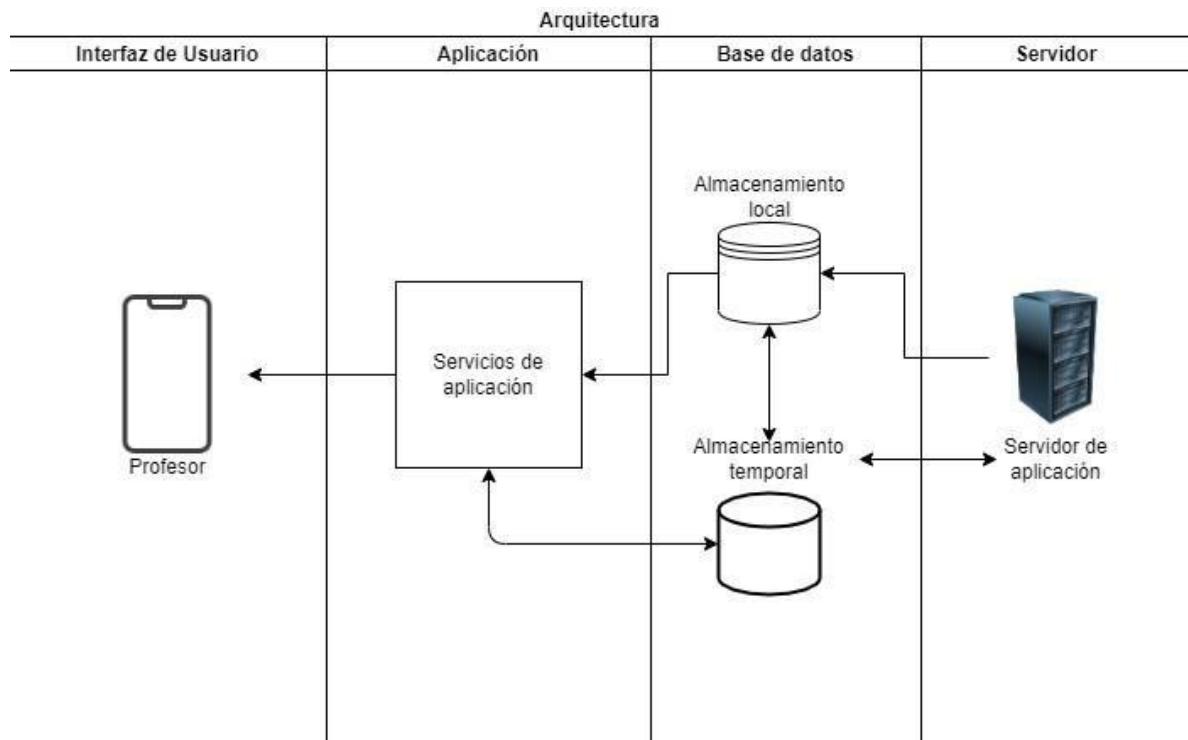 Arquitectura
Interfaz de Usuario
Aplicación
Base de datos
Servidor
Almacenamiento
local
Servicios de
aplicación
Profesor
Almacenamiento
temporal
Servidor de
aplicación